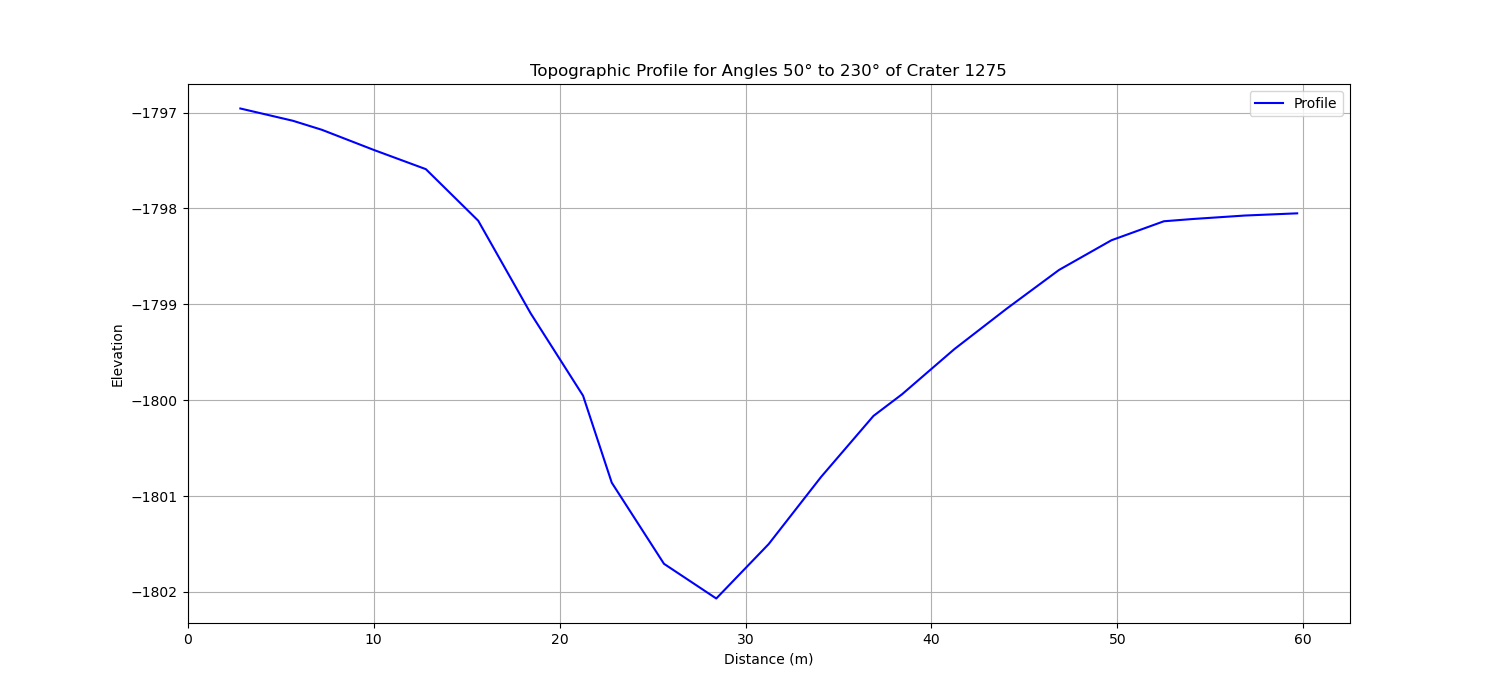 Topographic Profile for Angles 50° to 230° of Crater 1275
Profile
−1797
−1798
−1799
−1800
−1801
−1802
Elevation
0 10 20 30 40 50 60
Distance (m)